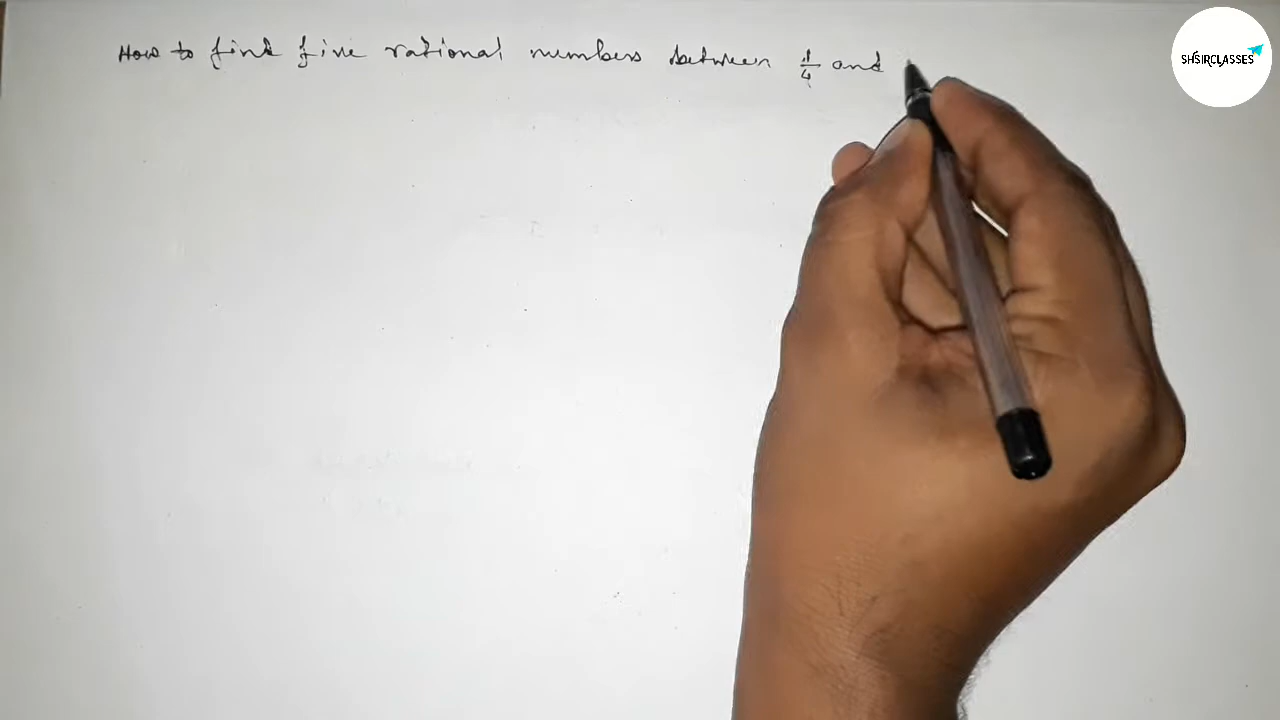 How to find five rational numbers between 1/4 and
SHSIRCLASSES